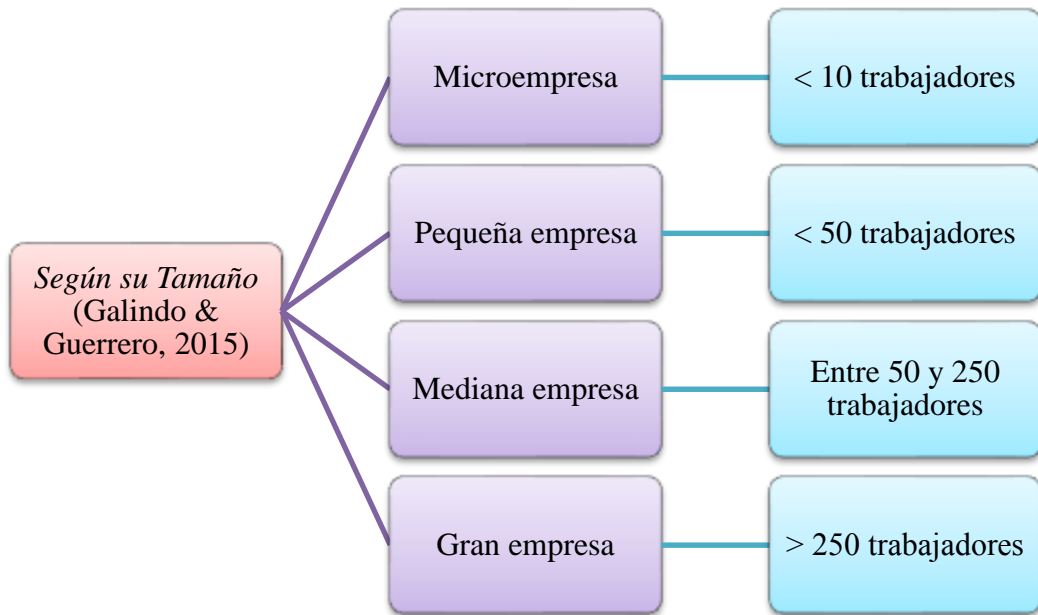 Según su Tamaño
(Galindo &
Guerrero, 2015)
Microempresa
< 10 trabajadores
Pequeña empresa
< 50 trabajadores
Mediana empresa
Entre 50 y 250
trabajadores
Gran empresa
> 250 trabajadores